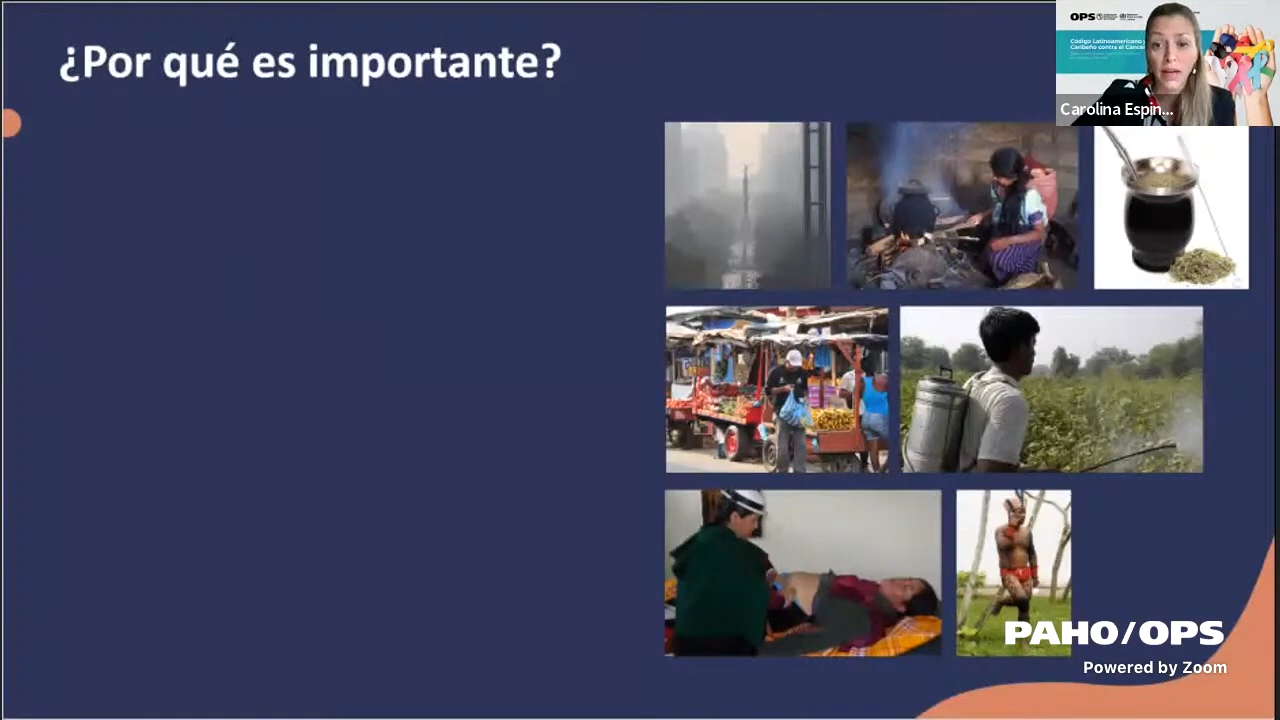 ¿Por qué es importante?
OPS
Código Latinoamericano y
Caribeño contra el Cáncer
Carolina Espin...
PAHO/OPS
Powered by Zoom